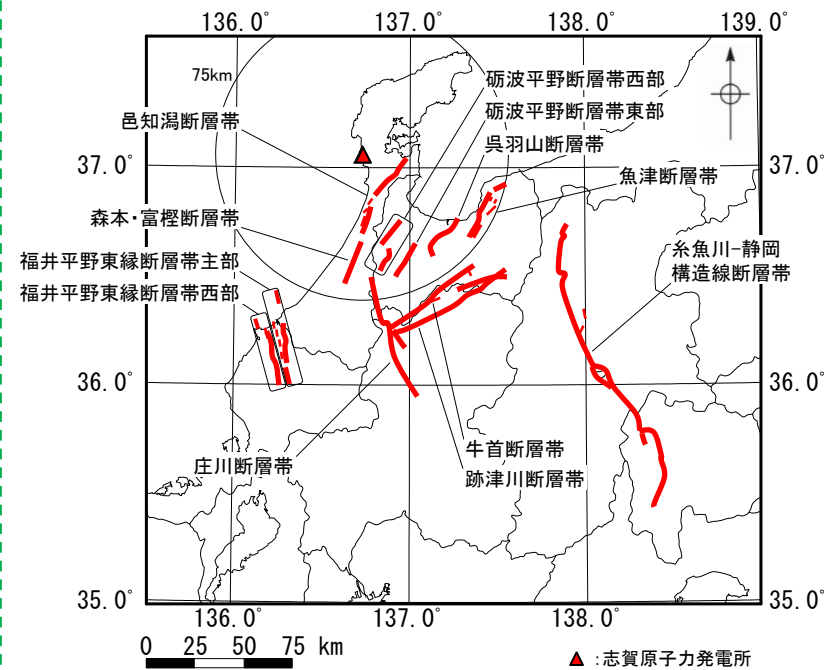 136.0°
137.0°
138.0°
139.0°
75km
砺波平野断層帯西部
砺波平野断層帯東部
邑知潟断層帯
呉羽山断層帯
37.0°
37.0°
魚津断層帯
森本・富樫断層帯
糸魚川-静岡
構造線断層帯
福井平野東縁断層帯主部
福井平野東縁断層帯西部
36.0°
36.0°
牛首断層帯
庄川断層帯
跡津川断層帯
35.0°
35.0°
136.0°
137.0°
138.0°
0 25 50 75 km
:志賀原子力発電所